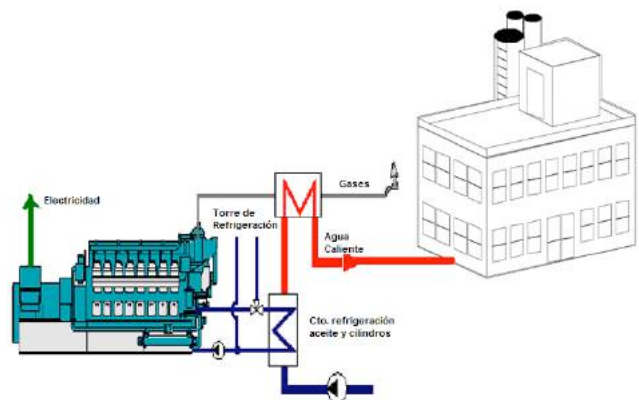 Electricidad
Torre de
Refrigeración
Gases
Agua
Caliente
Cto. refrigeración
aceite y cilindros